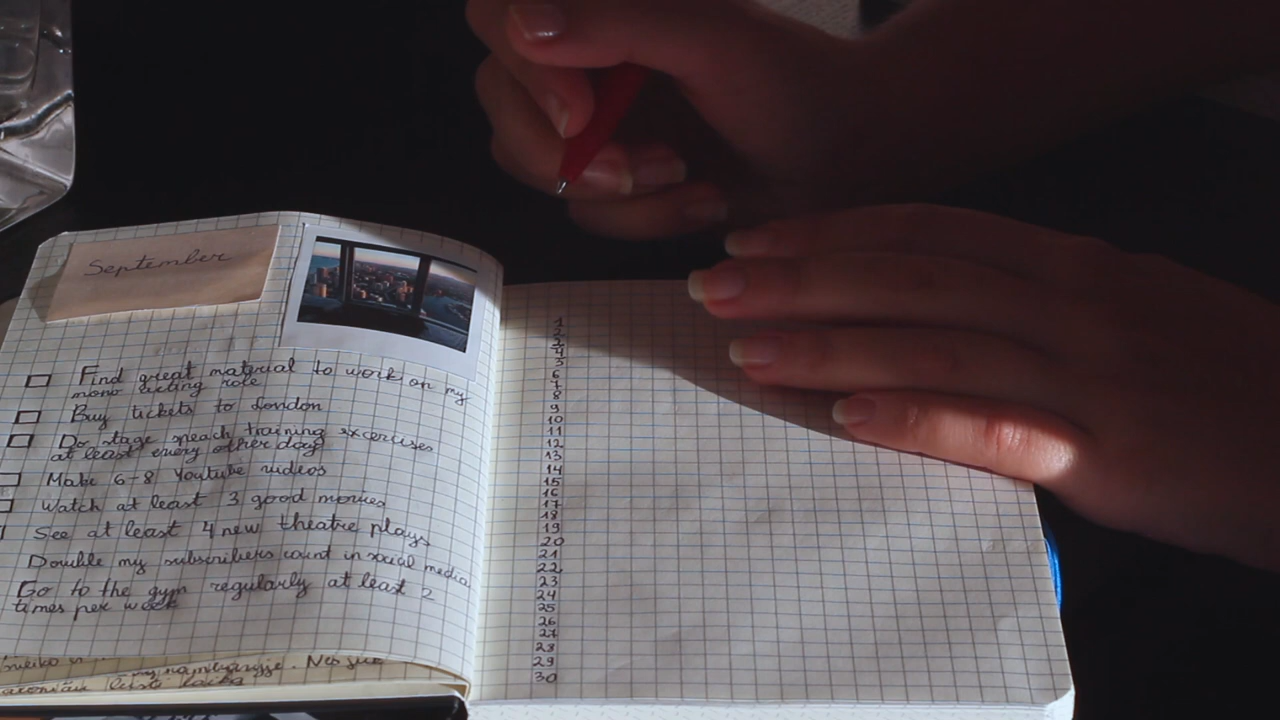 September
Find great material to work on my
mono acting role
Buy tickets to London
Do stage speach training excercises
at least every other day
Make 6-8 Youtube videos
Watch at least 3 good movies
See at least 4 new theatre plays
Double my subscribers count in social media
Go to the gym regularly at least 2
times per week
1
2
3
4
5
6
7
8
9
10
11
12
13
14
15
16
17
18
19
20
21
22
23
24
25
26
27
28
29
30